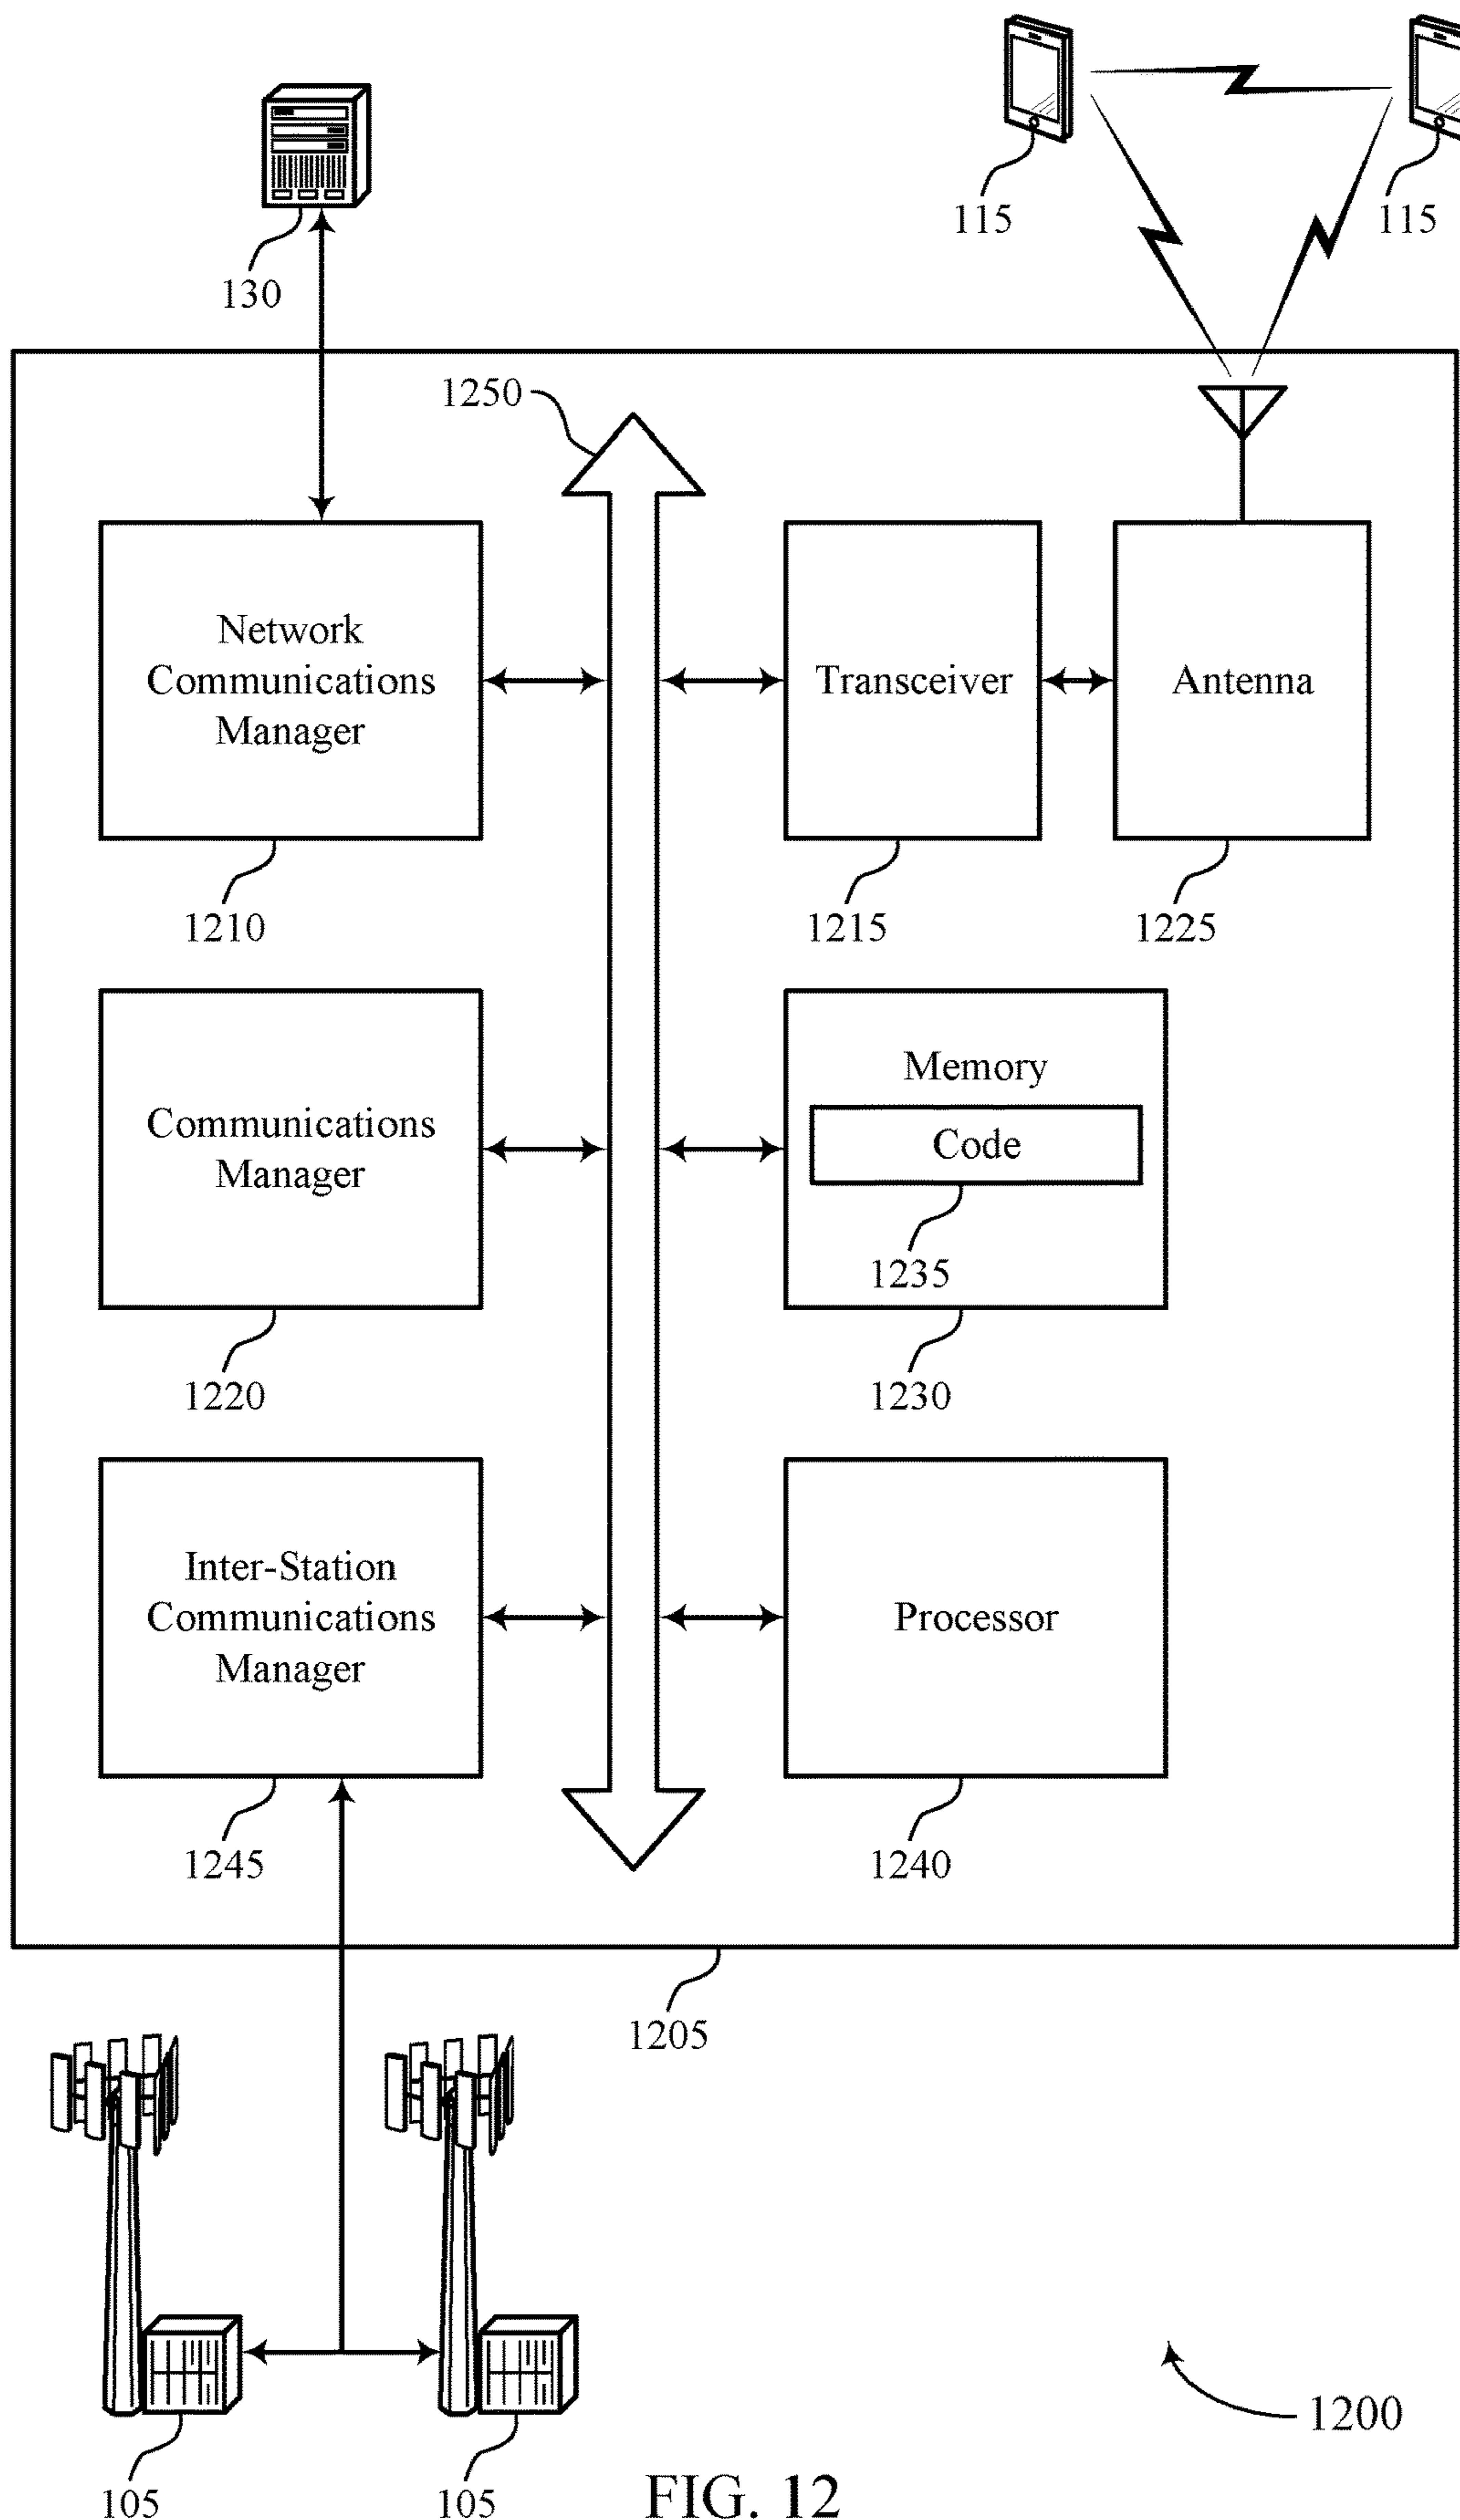 115
115
130
1250
Network
Communications
Manager
Transceiver
Antenna
1210
1215
1225
Communications
Manager
Memory
Code
1235
1220
1230
Inter-Station
Communications
Manager
Processor
1245
1240
1205
1200
105
105
FIG. 12